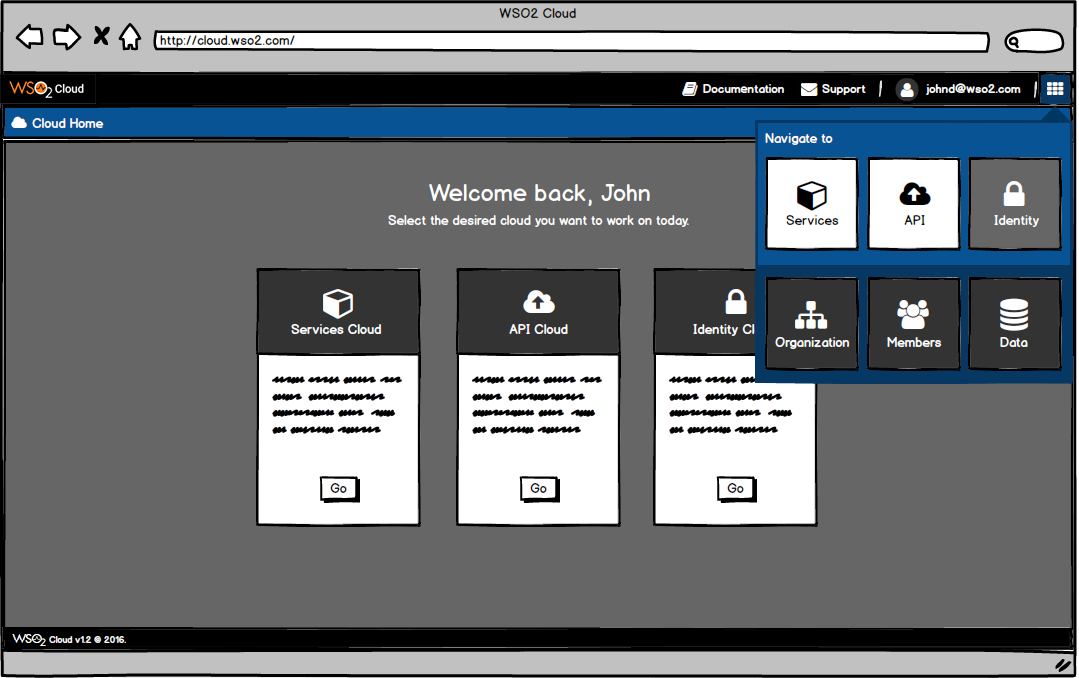 WSO2 Cloud
http://cloud.wso2.com/
WSO2 Cloud
Documentation
Support
johnd@wso2.com
Cloud Home
Navigate to
Services
API
Identity
Organization
Members
Data
Welcome back, John
Select the desired cloud you want to work on today.
Services Cloud
API Cloud
Identity Cl
Go
Go
Go
WSO2 Cloud v1.2 © 2016.